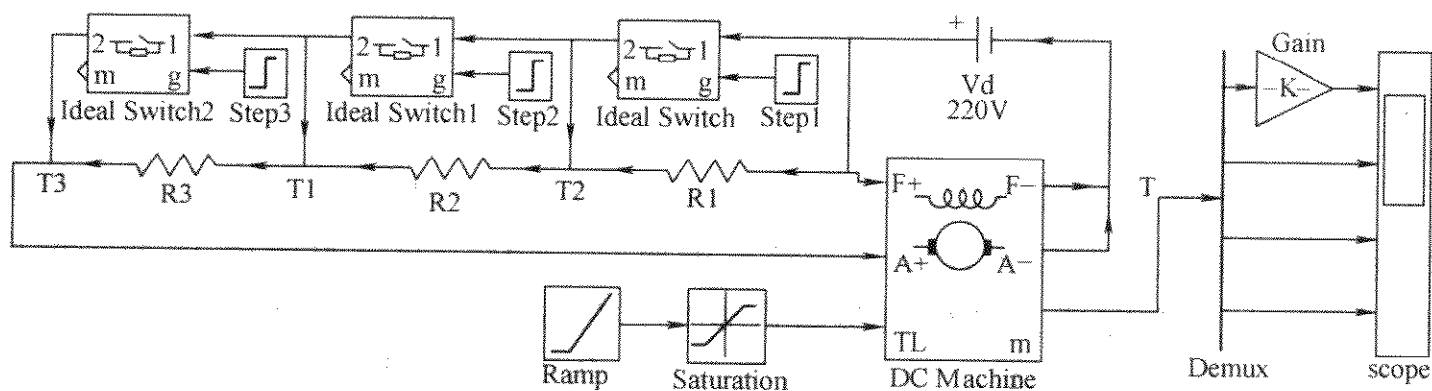 2 1
m g
Ideal Switch2
Step3
2 1
m g
Ideal Switch1
Step2
2 1
m g
Ideal Switch
Step1
+
Vd
220V
Gain
-K-
T3
R3
T1
R2
T2
R1
F+ F-
A+ A-
TL m
DC Machine
T
Ramp
Saturation
Demux
scope